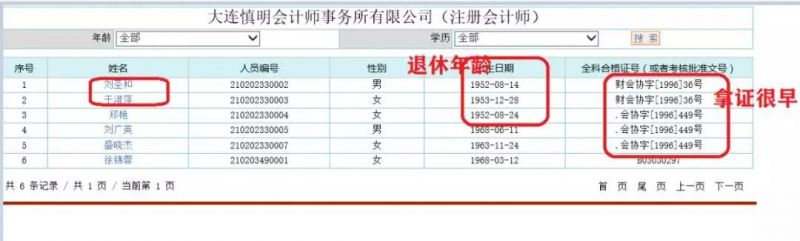 大连慎明会计师事务所有限公司（注册会计师）
年龄 全部 学历 全部 搜 索
序号 姓名 人员编号 性别 生日期 全科合格证号（或者考核批准文号）
退休年龄
拿证很早
1 210202330002 男 1952-08-14 财会协字[1996]36号
2 210202330003 女 1953-12-28 财会协字[1996]36号
3 郑艳 210202330004 女 1952-08-24 .会协字[1996]449号
4 刘广英 210202330005 男 1968-06-11 .会协字[1996]449号
5 盛晓杰 210202330007 女 1963-11-24 .会协字[1996]449号
6 徐锦蓉 210203490001 女 1968-03-12 B03030297
共 6 条记录 / 共 1 页 / 当前第 1 页 首 页 尾 页 上一页 下一页